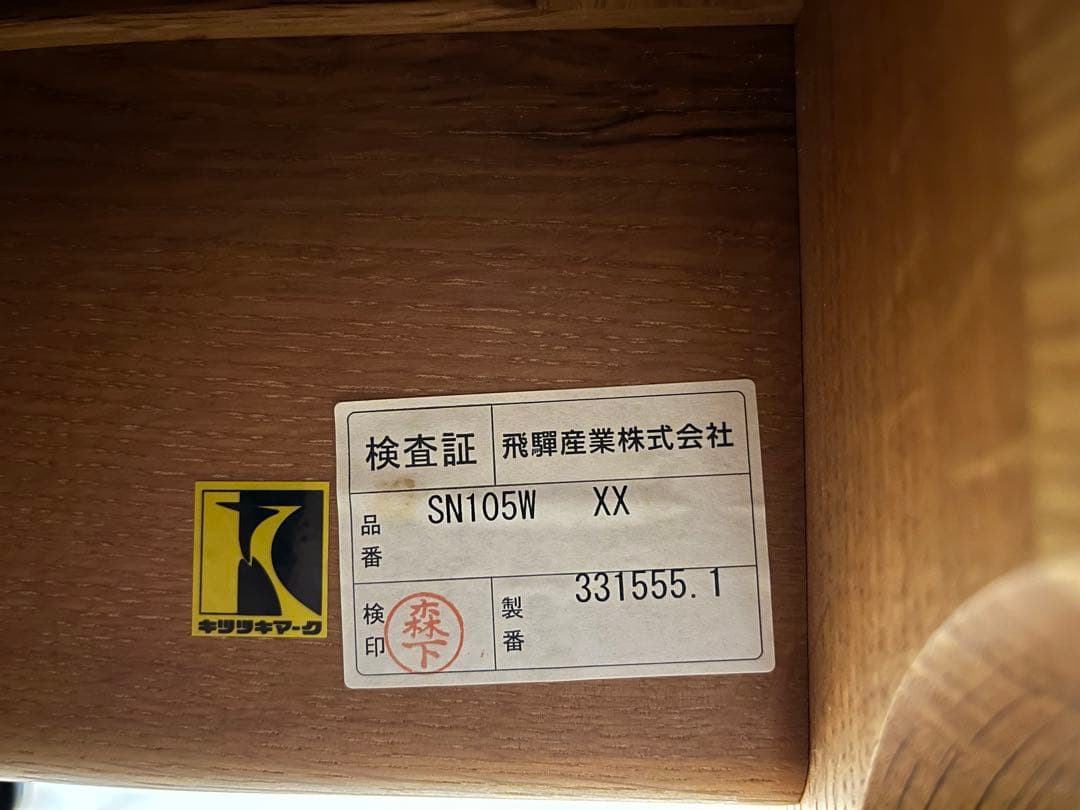 検査証
飛驒産業株式会社
品番
SN105W XX
検印
森下
製番
331555.1
キツツキマーク